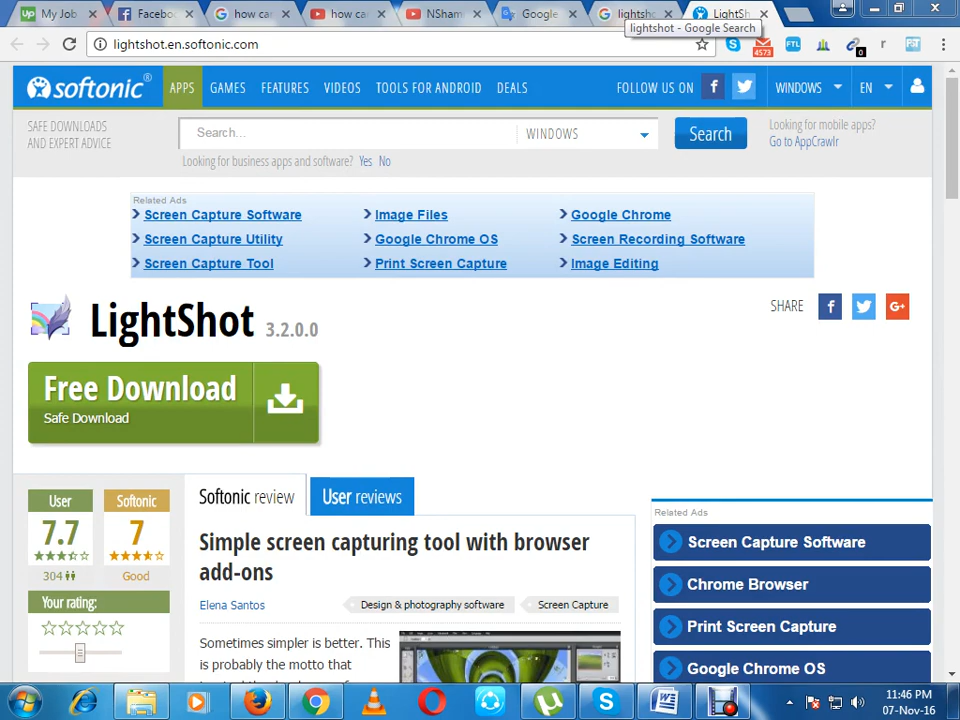 My Job
Facebo
how ca
how ca
NSham
Google
lightsho
LightSh
lightshot - Google Search
lightshot.en.softonic.com
4573
FTL
0
r
softonic®
APPS
GAMES
FEATURES
VIDEOS
TOOLS FOR ANDROID
DEALS
FOLLOW US ON
WINDOWS
EN
SAFE DOWNLOADS
AND EXPERT ADVICE
Search...
WINDOWS
Search
Looking for mobile apps?
Go to AppCrawlr
Looking for business apps and software? Yes No
Related Ads
Screen Capture Software
Image Files
Google Chrome
Screen Capture Utility
Google Chrome OS
Screen Recording Software
Screen Capture Tool
Print Screen Capture
Image Editing
LightShot 3.2.0.0
SHARE
Free Download
Safe Download
User
7.7
304
Softonic
7
Good
Your rating:
Softonic review
User reviews
Simple screen capturing tool with browser
add-ons
Elena Santos
Design & photography software
Screen Capture
Sometimes simpler is better. This
is probably the motto that
Related Ads
Screen Capture Software
Chrome Browser
Print Screen Capture
Google Chrome OS
11:46 PM
07-Nov-16